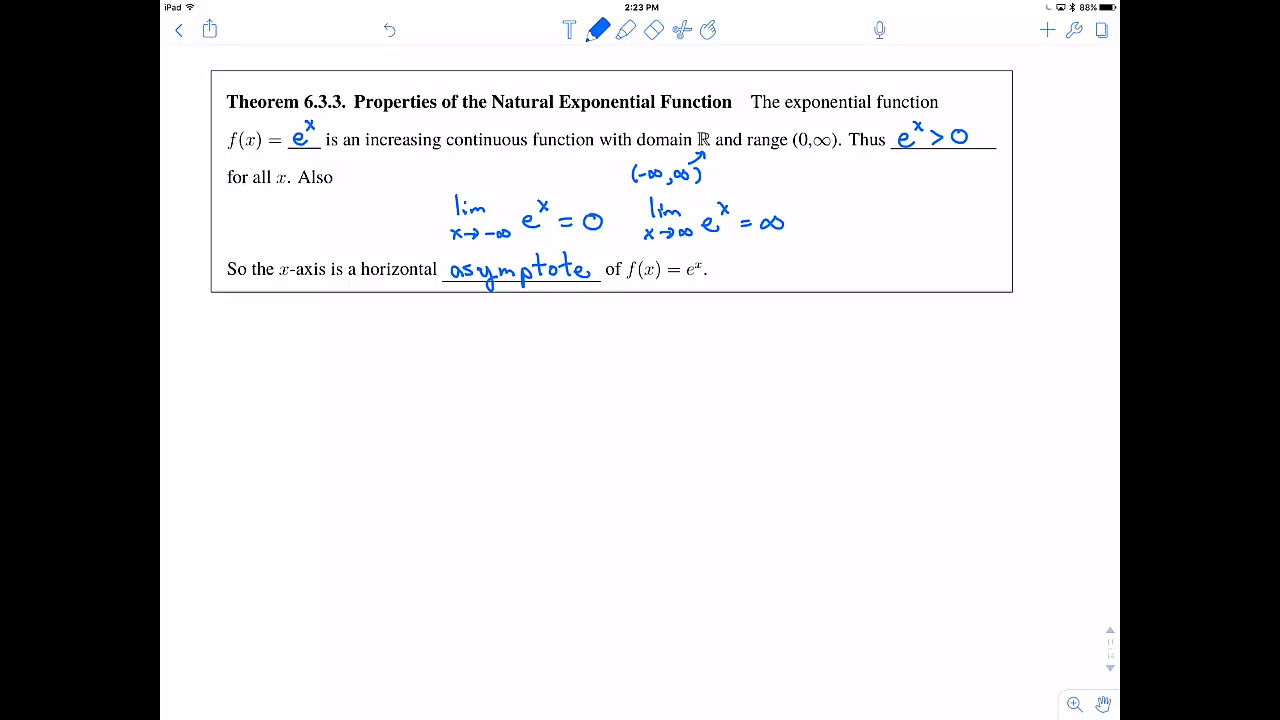 iPad 2:23 PM 88%
T
Theorem 6.3.3. Properties of the Natural Exponential Function The exponential function
f(x) = e^x is an increasing continuous function with domain ℝ and range (0,∞). Thus e^x > 0
(-∞,∞)
for all x. Also
lim x→-∞ e^x = 0 lim x→∞ e^x = ∞
So the x-axis is a horizontal asymptote of f(x) = e^x.
11
14